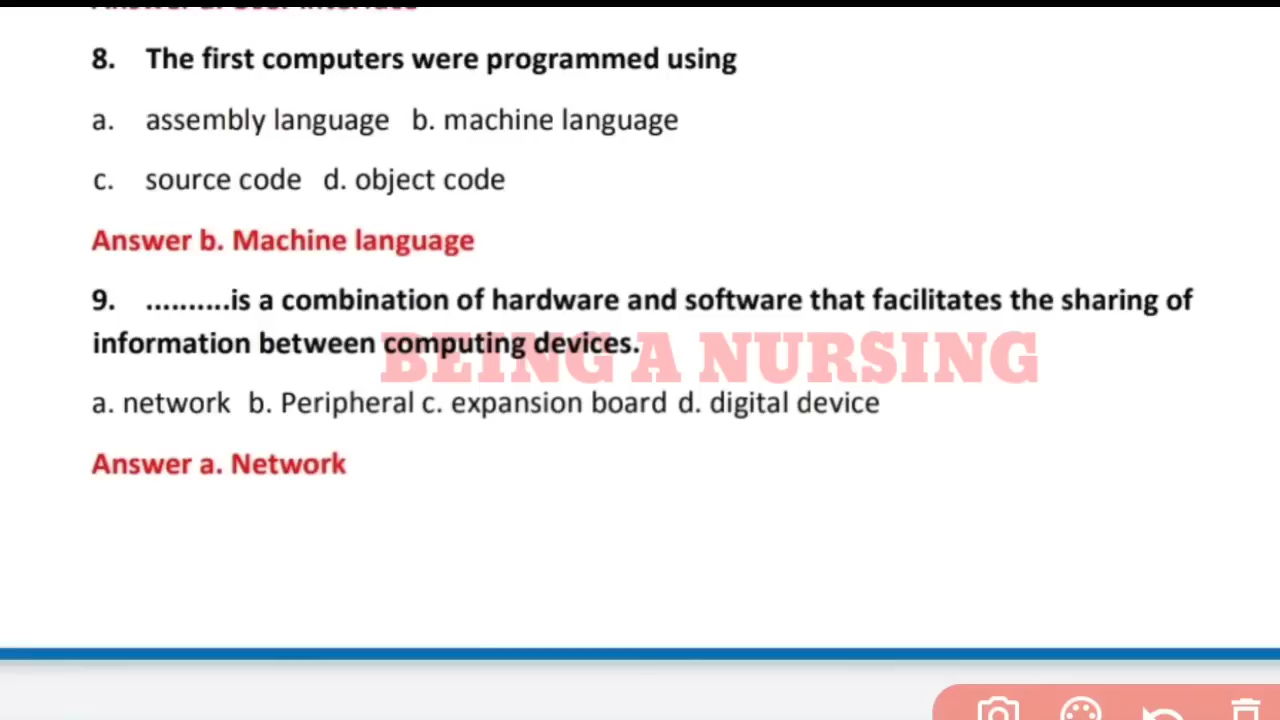 8. The first computers were programmed using
a. assembly language b. machine language
c. source code d. object code
Answer b. Machine language
9. ..........is a combination of hardware and software that facilitates the sharing of
information between computing devices.
BEING A NURSING
a. network b. Peripheral c. expansion board d. digital device
Answer a. Network